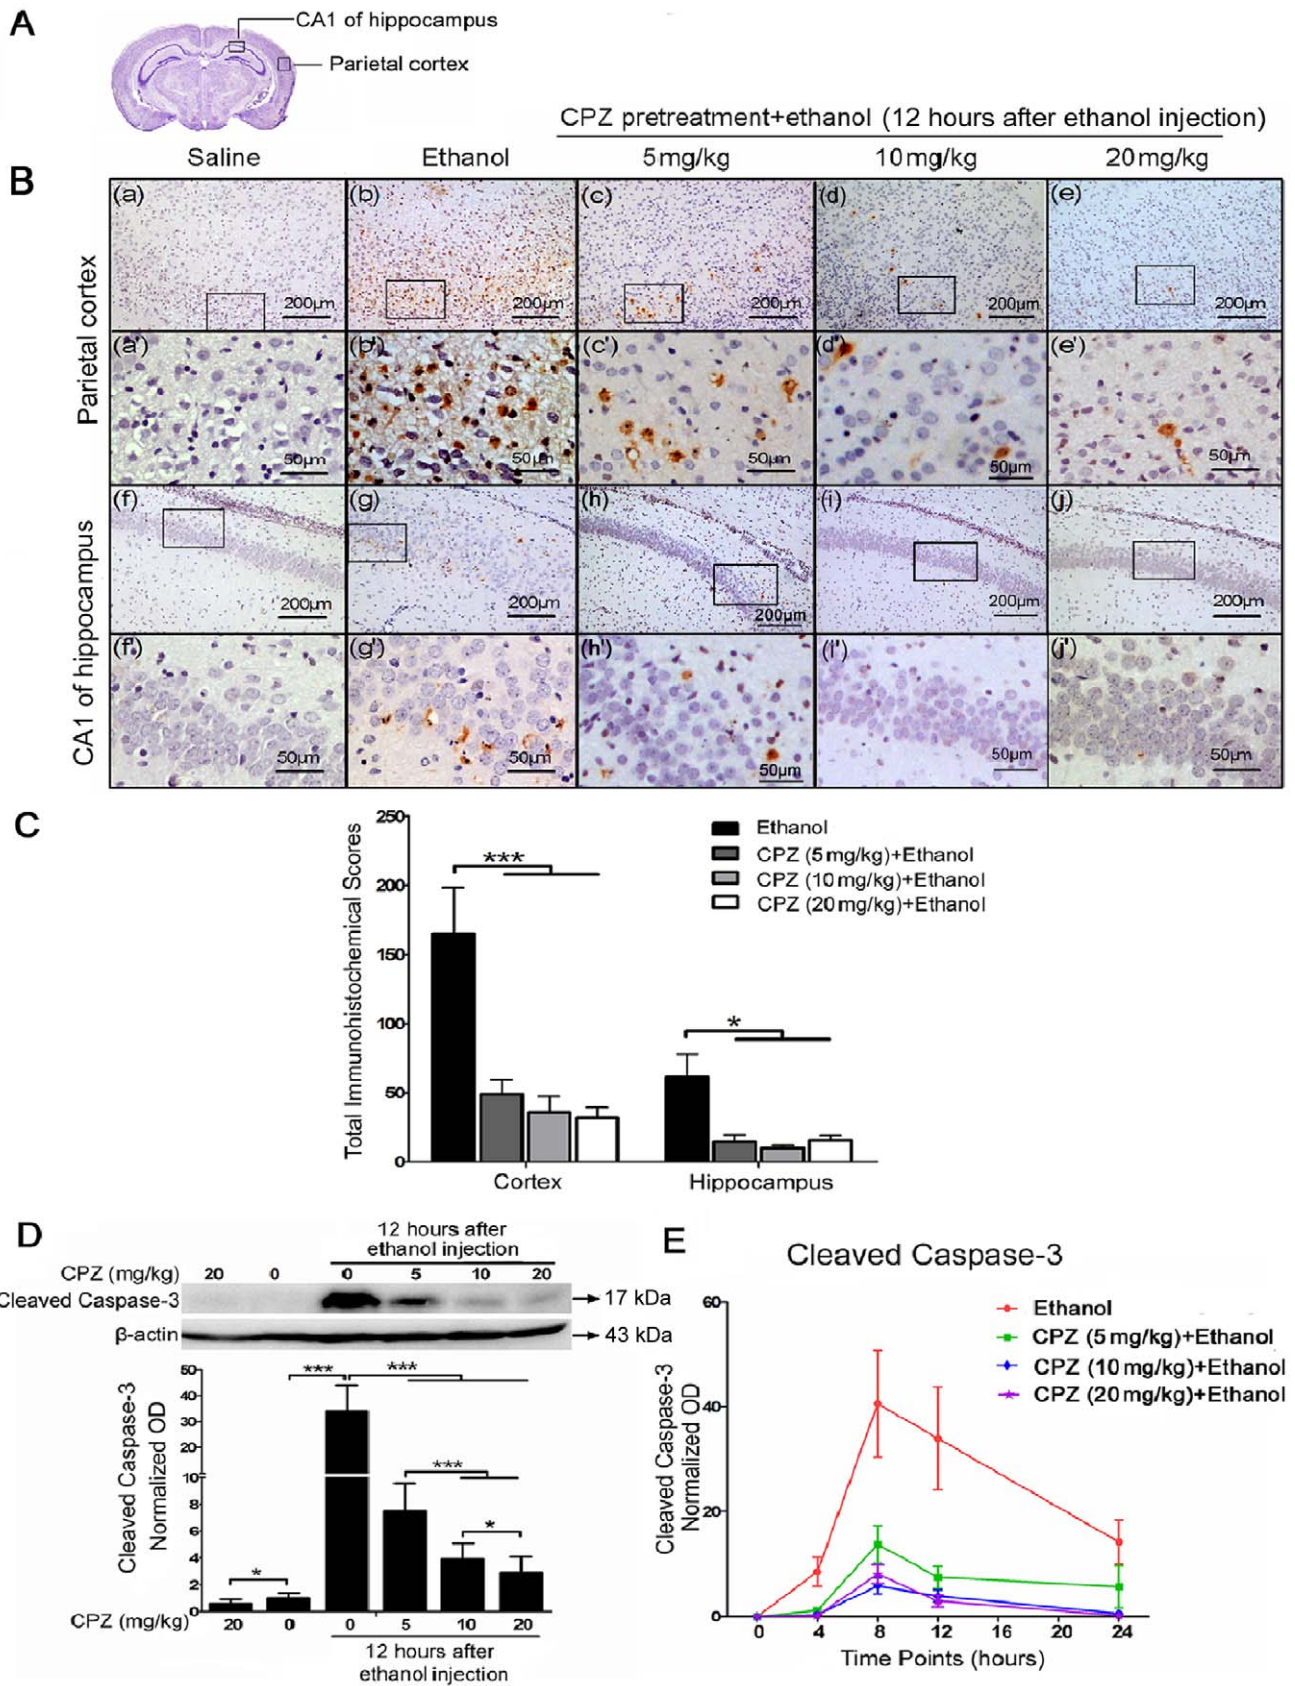 A
CA1 of hippocampus
Parietal cortex
CPZ pretreatment+ethanol (12 hours after ethanol injection)
Saline Ethanol 5mg/kg 10mg/kg 20mg/kg
B
Parietal cortex
(a) (b) (c) (d) (e)
200µm 200µm 200µm 200µm 200µm
(a') (b') (c') (d') (e')
50µm 50µm 50µm 50µm 50µm
CA1 of hippocampus
(f) (g) (h) (i) (j)
200µm 200µm 200µm 200µm 200µm
(f') (g') (h') (i') (j')
50µm 50µm 50µm 50µm 50µm
C
Total Immunohistochemical Scores
250
200
150
100
50
0
*** *
Cortex Hippocampus
Ethanol
CPZ (5mg/kg)+Ethanol
CPZ (10mg/kg)+Ethanol
CPZ (20mg/kg)+Ethanol
D
12 hours after
ethanol injection
CPZ (mg/kg) 20 0 0 5 10 20
Cleaved Caspase-3 17 kDa
β-actin 43 kDa
Cleaved Caspase-3
Normalized OD
50
40
30
20
10
8
6
4
2
0
*** ***
***
*
*
CPZ (mg/kg) 20 0 0 5 10 20
12 hours after
ethanol injection
E
Cleaved Caspase-3
Cleaved Caspase-3
Normalized OD
60
40
20
0
Ethanol
CPZ (5mg/kg)+Ethanol
CPZ (10mg/kg)+Ethanol
CPZ (20mg/kg)+Ethanol
0 4 8 12 16 20 24
Time Points (hours)